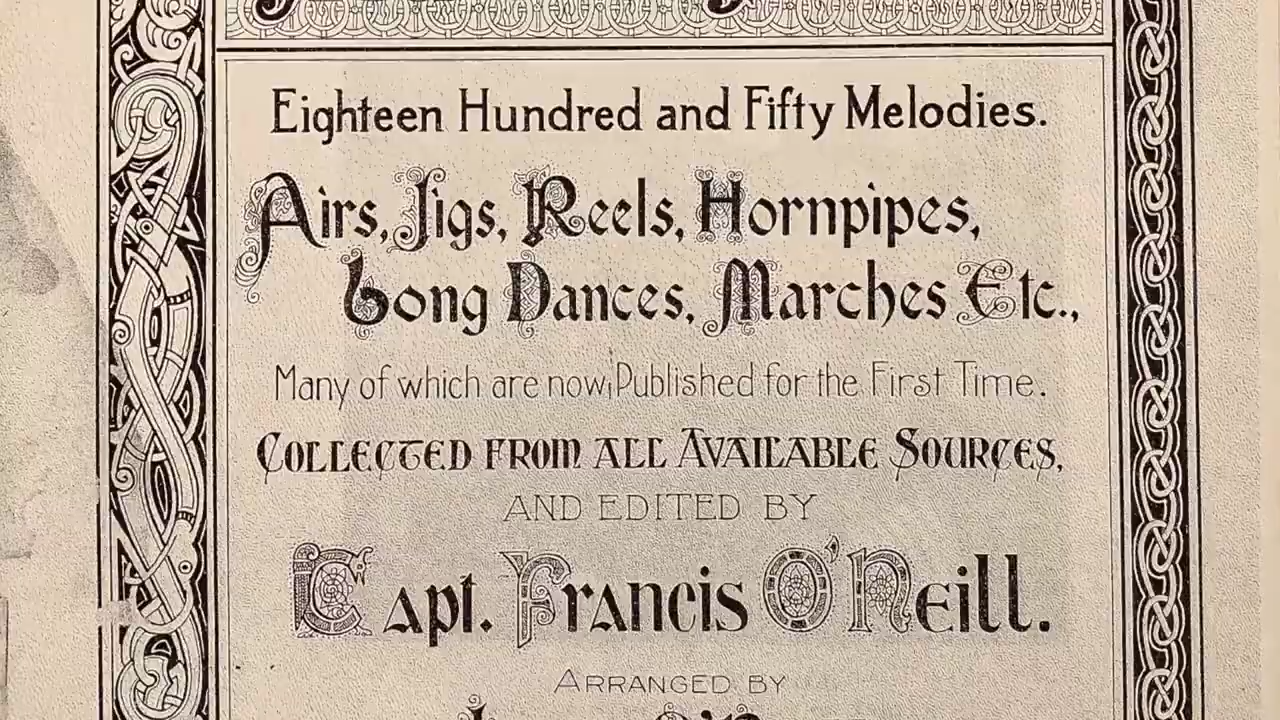 Eighteen Hundred and Fifty Melodies.
Airs, Jigs, Reels, Hornpipes,
Long Dances, Marches Etc.,
Many of which are now Published for the First Time.
Collected from all Available Sources,
AND EDITED BY
Capt. Francis O'Neill.
ARRANGED BY